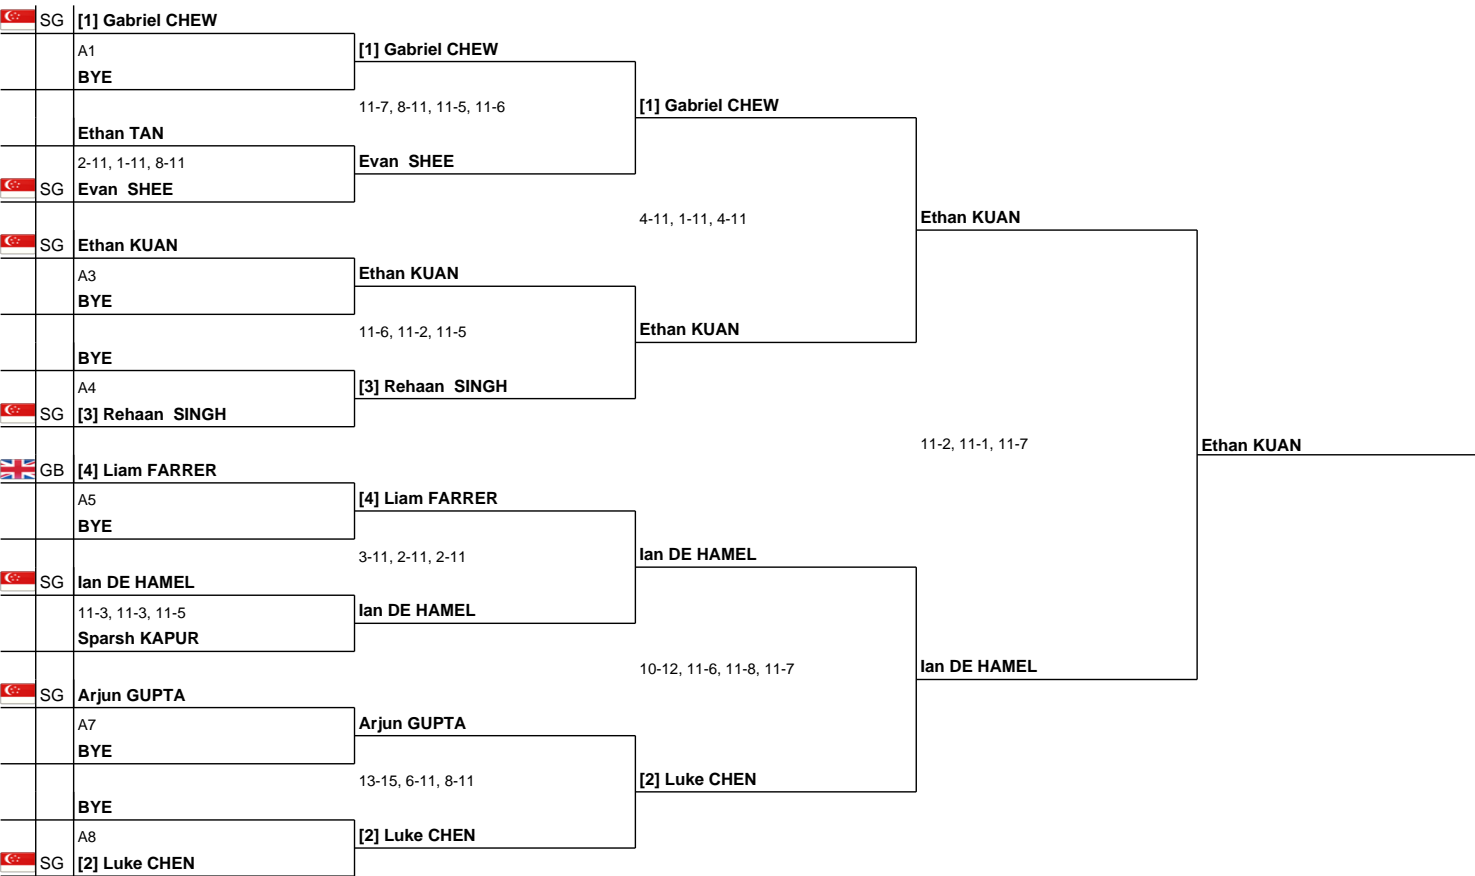 SG [1] Gabriel CHEW
A1
BYE
Ethan TAN
2-11, 1-11, 8-11
SG Evan SHEE
SG Ethan KUAN
A3
BYE
BYE
A4
SG [3] Rehaan SINGH
GB [4] Liam FARRER
A5
BYE
SG Ian DE HAMEL
11-3, 11-3, 11-5
Sparsh KAPUR
SG Arjun GUPTA
A7
BYE
BYE
A8
SG [2] Luke CHEN
[1] Gabriel CHEW
11-7, 8-11, 11-5, 11-6
Evan SHEE
Ethan KUAN
11-6, 11-2, 11-5
[3] Rehaan SINGH
[4] Liam FARRER
3-11, 2-11, 2-11
Ian DE HAMEL
Arjun GUPTA
13-15, 6-11, 8-11
[2] Luke CHEN
[1] Gabriel CHEW
4-11, 1-11, 4-11
Ethan KUAN
Ian DE HAMEL
10-12, 11-6, 11-8, 11-7
[2] Luke CHEN
Ethan KUAN
11-2, 11-1, 11-7
Ian DE HAMEL
Ethan KUAN